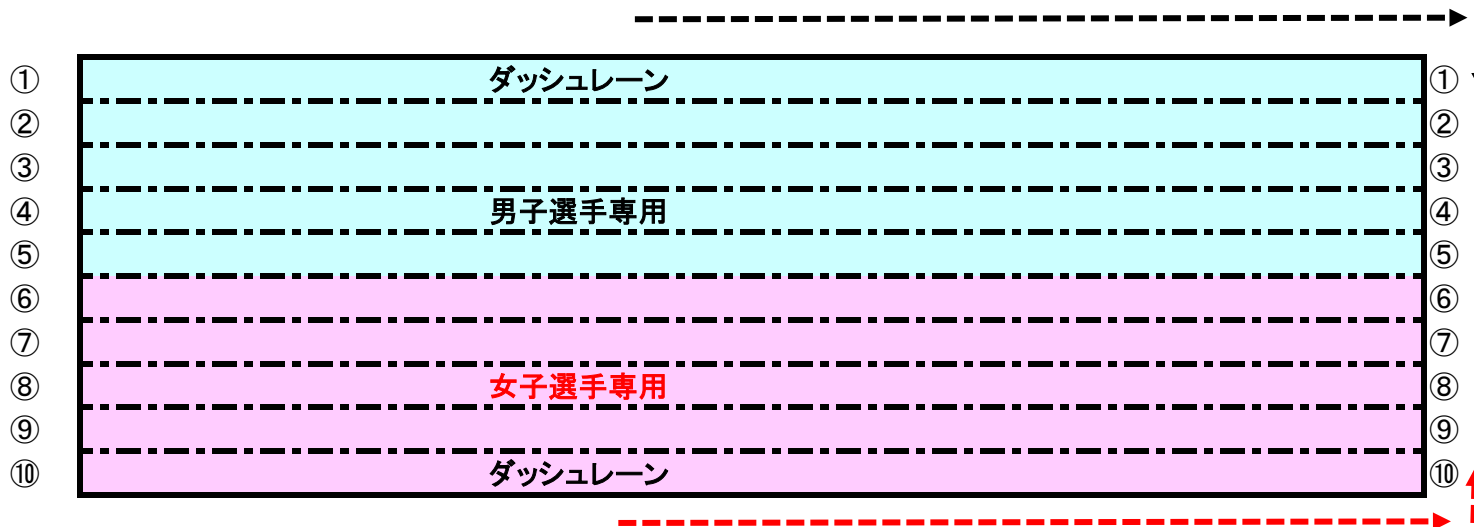 ① ダッシュレーン ①
② ②
③ ③
④ 男子選手専用 ④
⑤ ⑤
⑥ ⑥
⑦ ⑦
⑧ 女子選手専用 ⑧
⑨ ⑨
⑩ ダッシュレーン ⑩